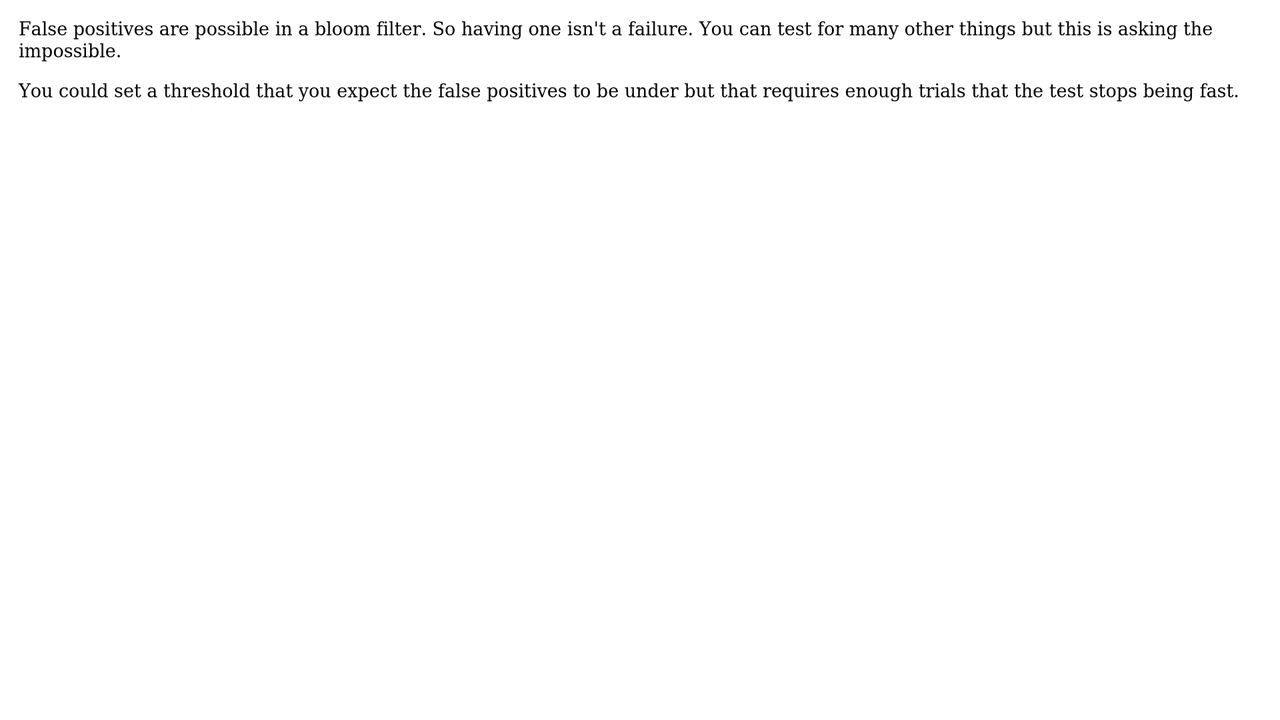 False positives are possible in a bloom filter. So having one isn't a failure. You can test for many other things but this is asking the
impossible.
You could set a threshold that you expect the false positives to be under but that requires enough trials that the test stops being fast.